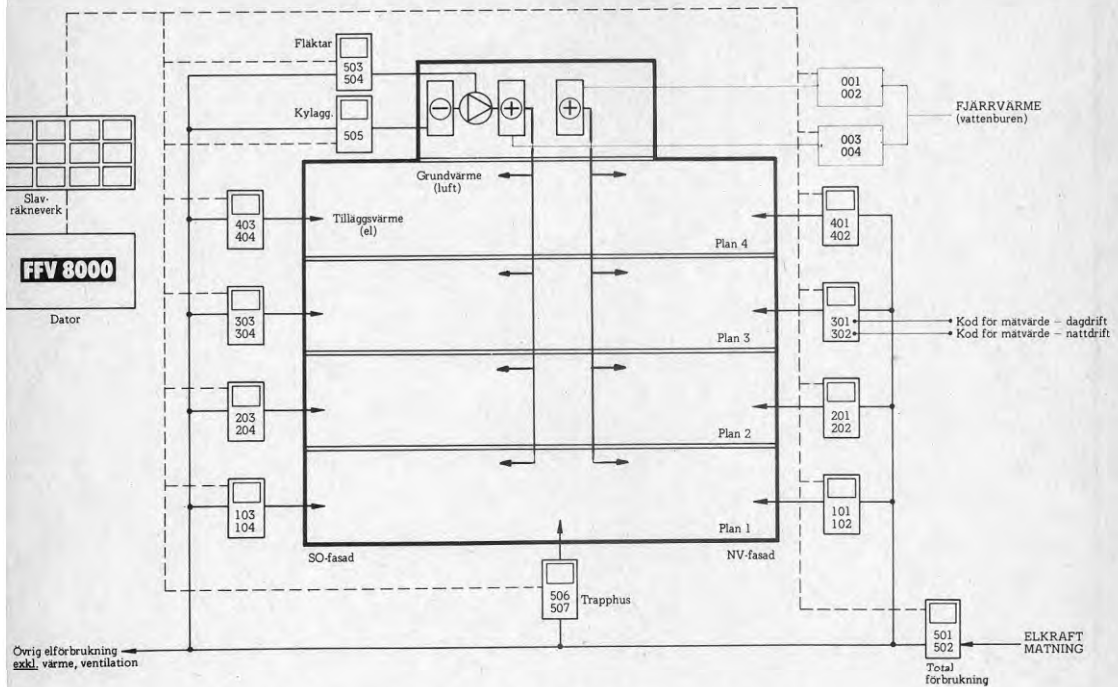 Fläktar
503
504
Kylagg.
505
001
002
003
004
FJÄRRVÄRME
(vattenburen)
Grundvärme
(luft)
Slav-
räkneverk
403
404
Tilläggsvärme
(el)
Plan 4
401
402
FFV 8000
Dator
303
304
Plan 3
301
302
Kod för mätvärde – dagdrift
Kod för mätvärde – nattdrift
203
204
Plan 2
201
202
103
104
Plan 1
101
102
SO-fasad
NV-fasad
506
507
Trapphus
Övrig elförbrukning
exkl. värme, ventilation
501
502
ELKRAFT
MATNING
Total
förbrukning